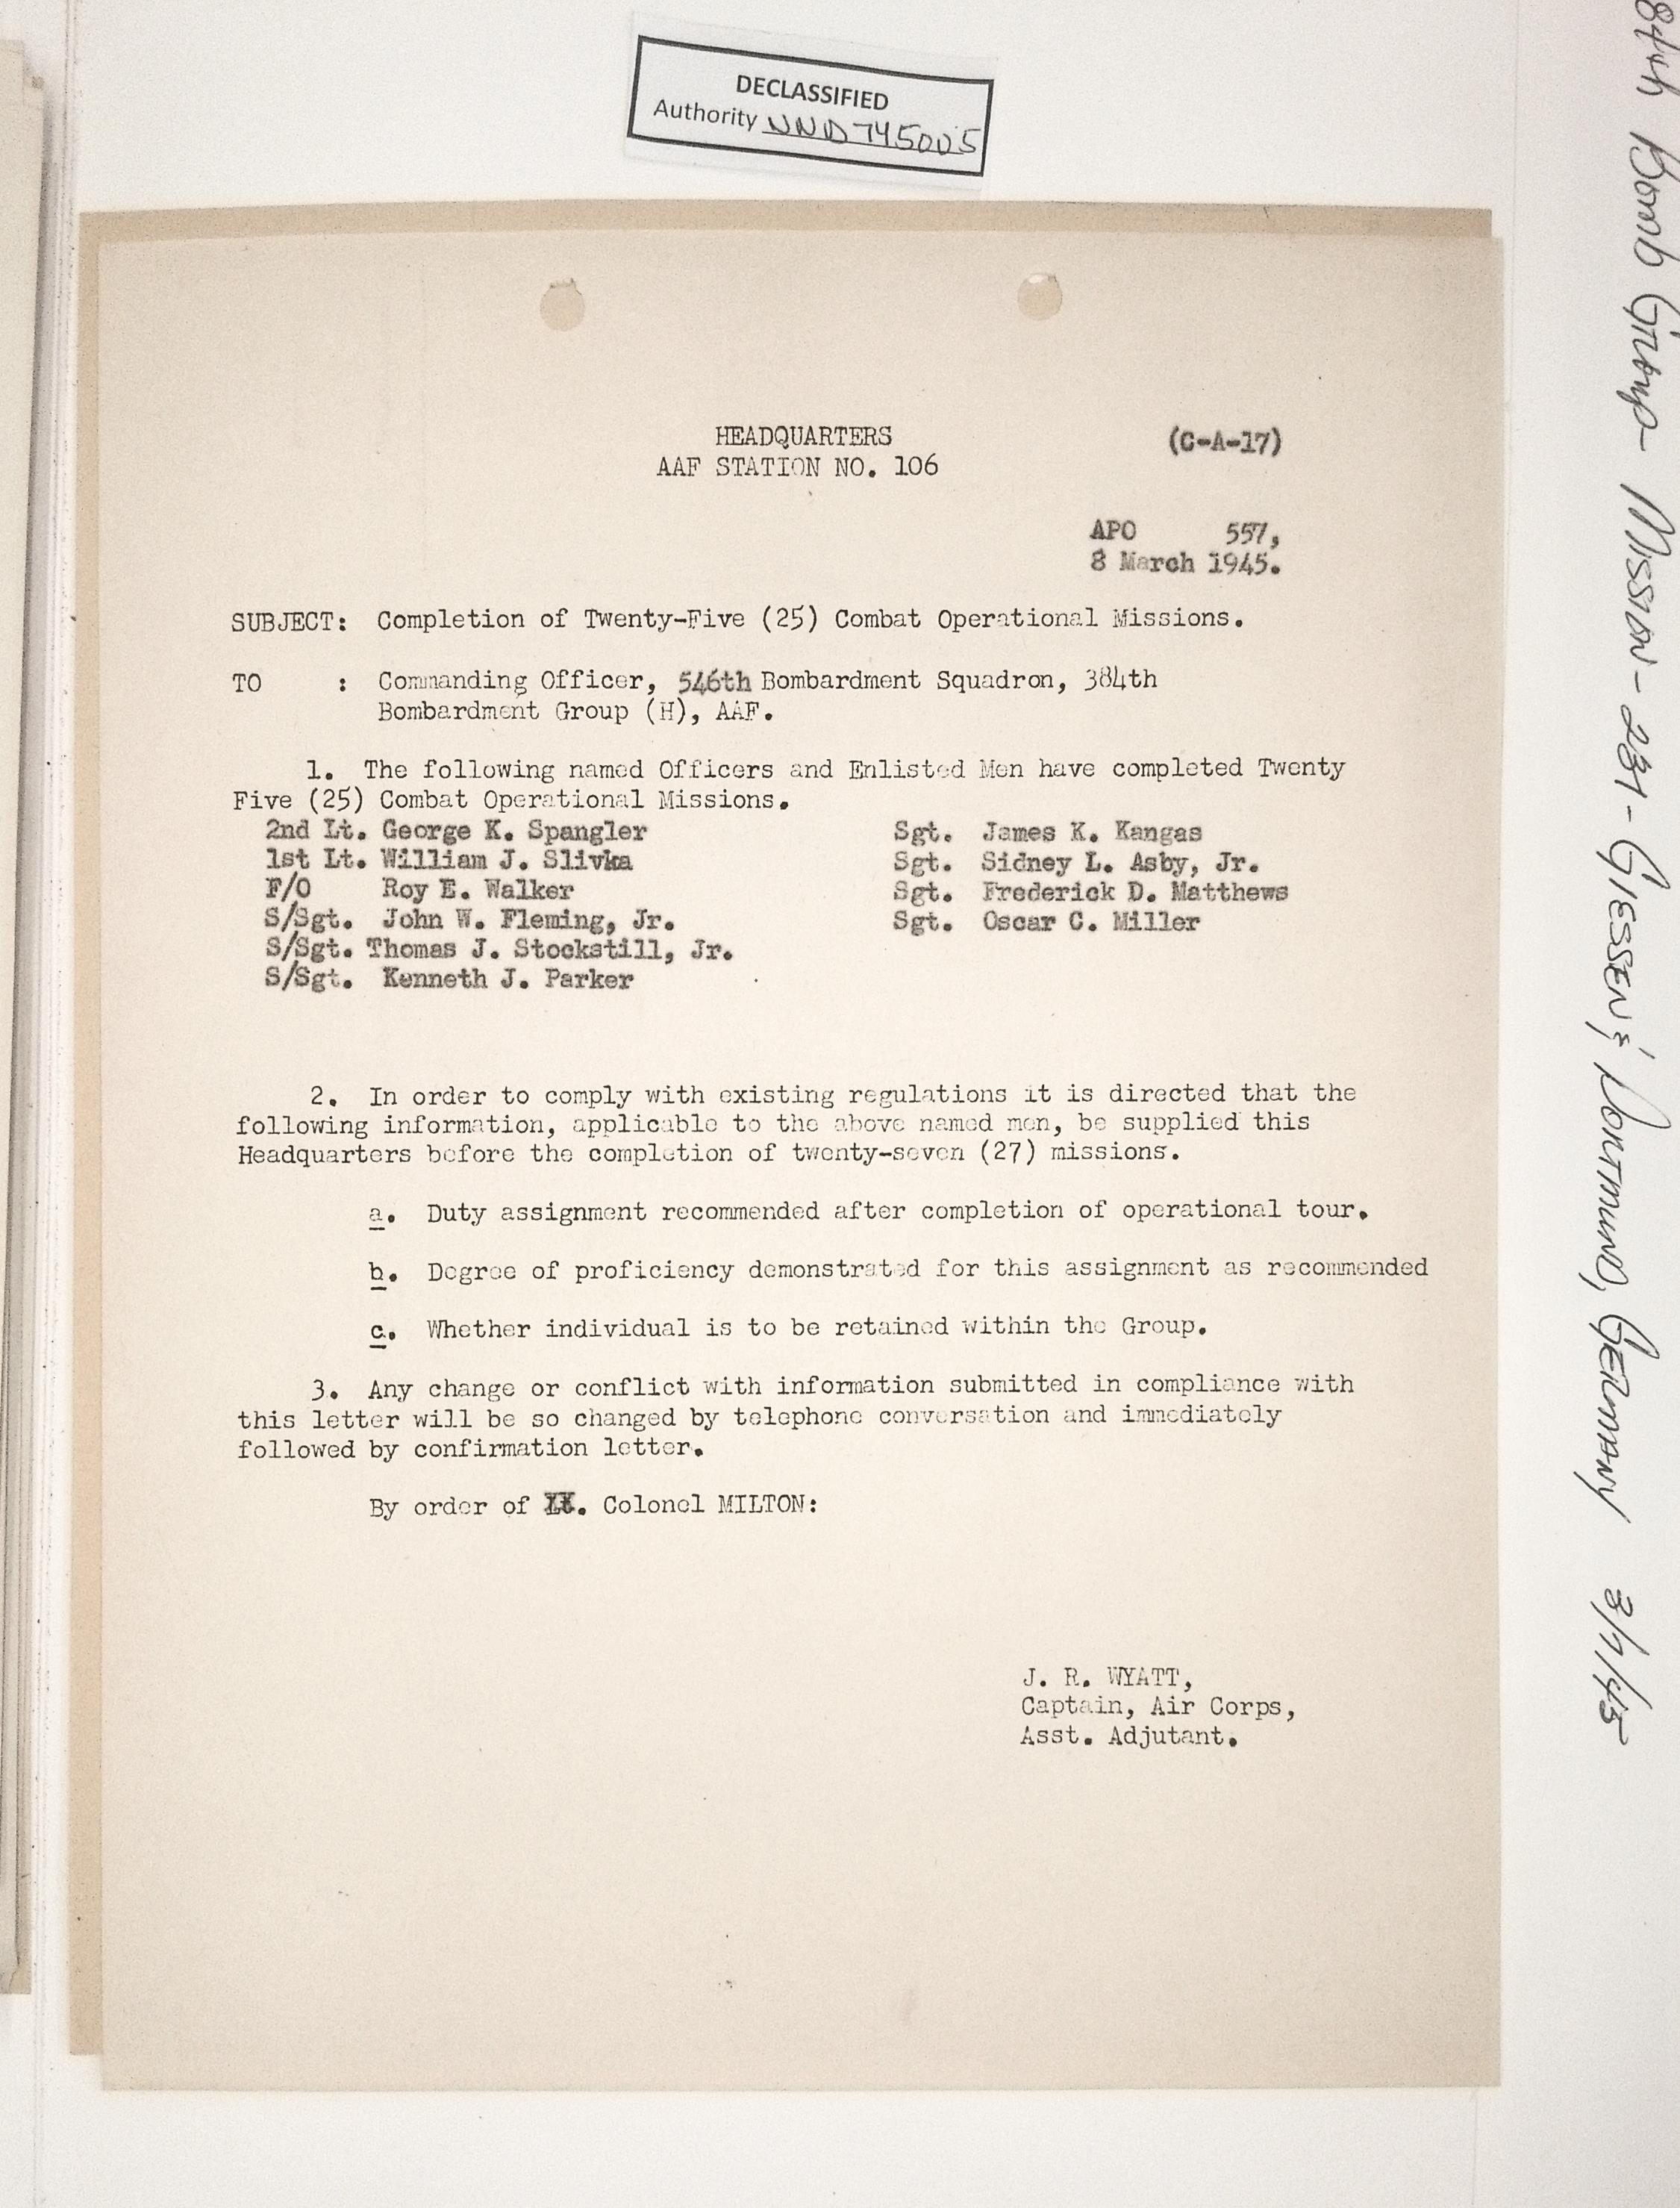 DECLASSIFIED
Authority NND 745005
HEADQUARTERS
AAF STATION NO. 106
(C-A-17)
APO 557,
8 March 1945.
SUBJECT: Completion of Twenty-Five (25) Combat Operational Missions.
TO : Commanding Officer, 546th Bombardment Squadron, 384th
Bombardment Group (H), AAF.
1. The following named Officers and Enlisted Men have completed Twenty
Five (25) Combat Operational Missions.
2nd Lt. George K. Spangler
1st Lt. William J. Slivka
F/O Roy E. Walker
S/Sgt. John W. Fleming, Jr.
S/Sgt. Thomas J. Stockstill, Jr.
S/Sgt. Kenneth J. Parker
Sgt. James K. Kangas
Sgt. Sidney L. Asby, Jr.
Sgt. Frederick D. Matthews
Sgt. Oscar C. Miller
2. In order to comply with existing regulations it is directed that the
following information, applicable to the above named men, be supplied this
Headquarters before the completion of twenty-seven (27) missions.
a. Duty assignment recommended after completion of operational tour.
b. Degree of proficiency demonstrated for this assignment as recommended
c. Whether individual is to be retained within the Group.
3. Any change or conflict with information submitted in compliance with
this letter will be so changed by telephone conversation and immediately
followed by confirmation letter.
By order of Lt. Colonel MILTON:
J. R. WYATT,
Captain, Air Corps,
Asst. Adjutant.
84th Bomb Group - Mission - 231 - GIESSEN & DORTMUND, GERMANY 3/7/45